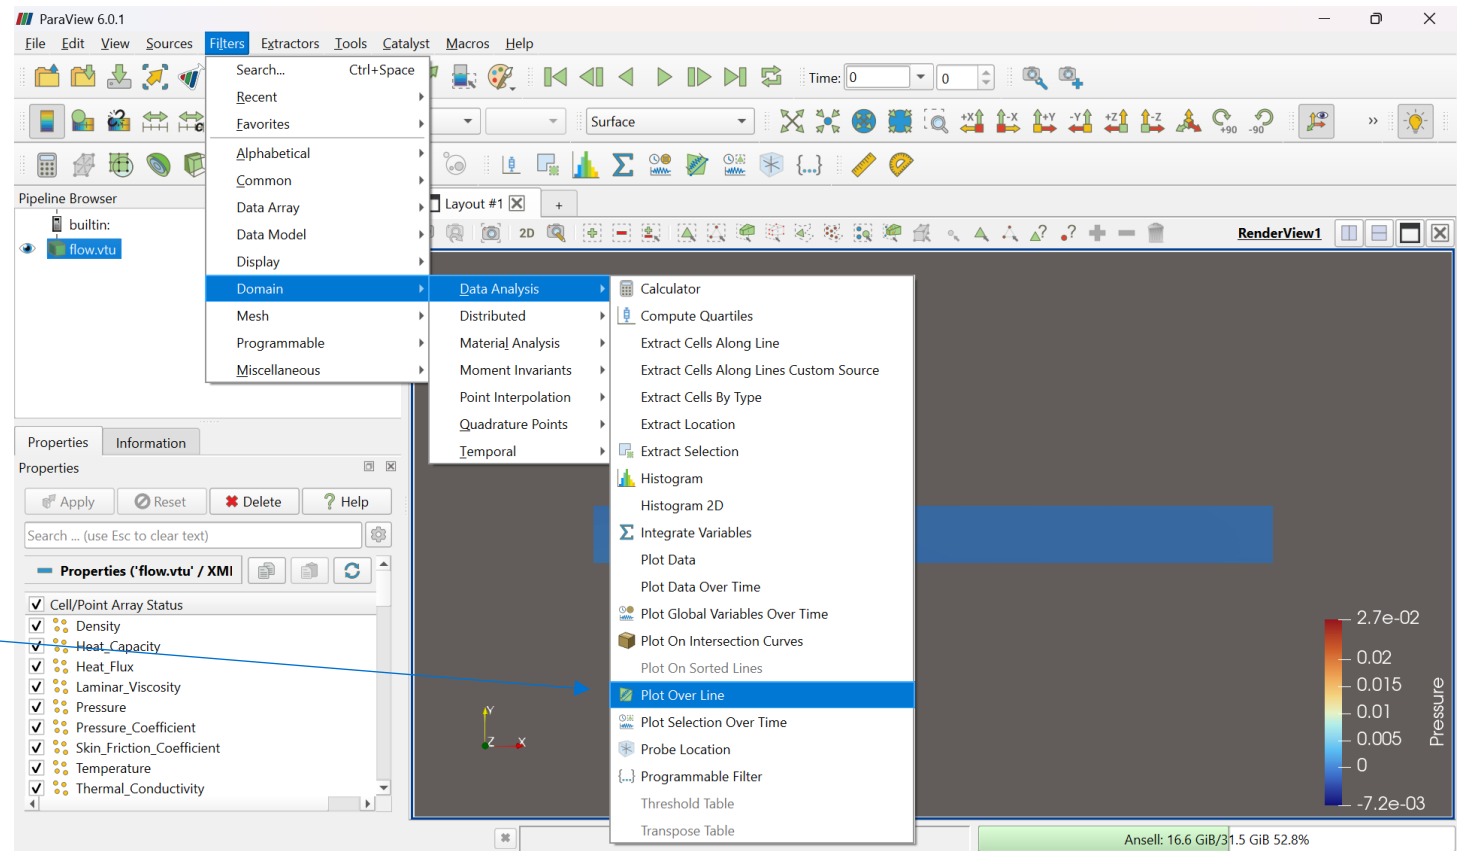 ParaView 6.0.1
File Edit View Sources Filters Extractors Tools Catalyst Macros Help
Search... Ctrl+Space
Recent
Favorites
Alphabetical
Common
Data Array
Data Model
Display
Domain
Mesh
Programmable
Miscellaneous
Time: 0 0
Surface
+X -X +Y -Y +Z -Z +90 -90
Pipeline Browser
builtin:
flow.vtu
Layout #1 +
2D
RenderView1
Data Analysis
Distributed
Material Analysis
Moment Invariants
Point Interpolation
Quadrature Points
Temporal
Calculator
Compute Quartiles
Extract Cells Along Line
Extract Cells Along Lines Custom Source
Extract Cells By Type
Extract Location
Extract Selection
Histogram
Histogram 2D
Integrate Variables
Plot Data
Plot Data Over Time
Plot Global Variables Over Time
Plot On Intersection Curves
Plot On Sorted Lines
Plot Over Line
Plot Selection Over Time
Probe Location
Programmable Filter
Threshold Table
Transpose Table
Properties Information
Properties
Apply Reset Delete Help
Search ... (use Esc to clear text)
Properties ('flow.vtu' / XMl
Cell/Point Array Status
Density
Heat_Capacity
Heat_Flux
Laminar_Viscosity
Pressure
Pressure_Coefficient
Skin_Friction_Coefficient
Temperature
Thermal_Conductivity
Y
Z X
2.7e-02
0.02
0.015
0.01
0.005
0
-7.2e-03
Pressure
Ansell: 16.6 GiB/31.5 GiB 52.8%